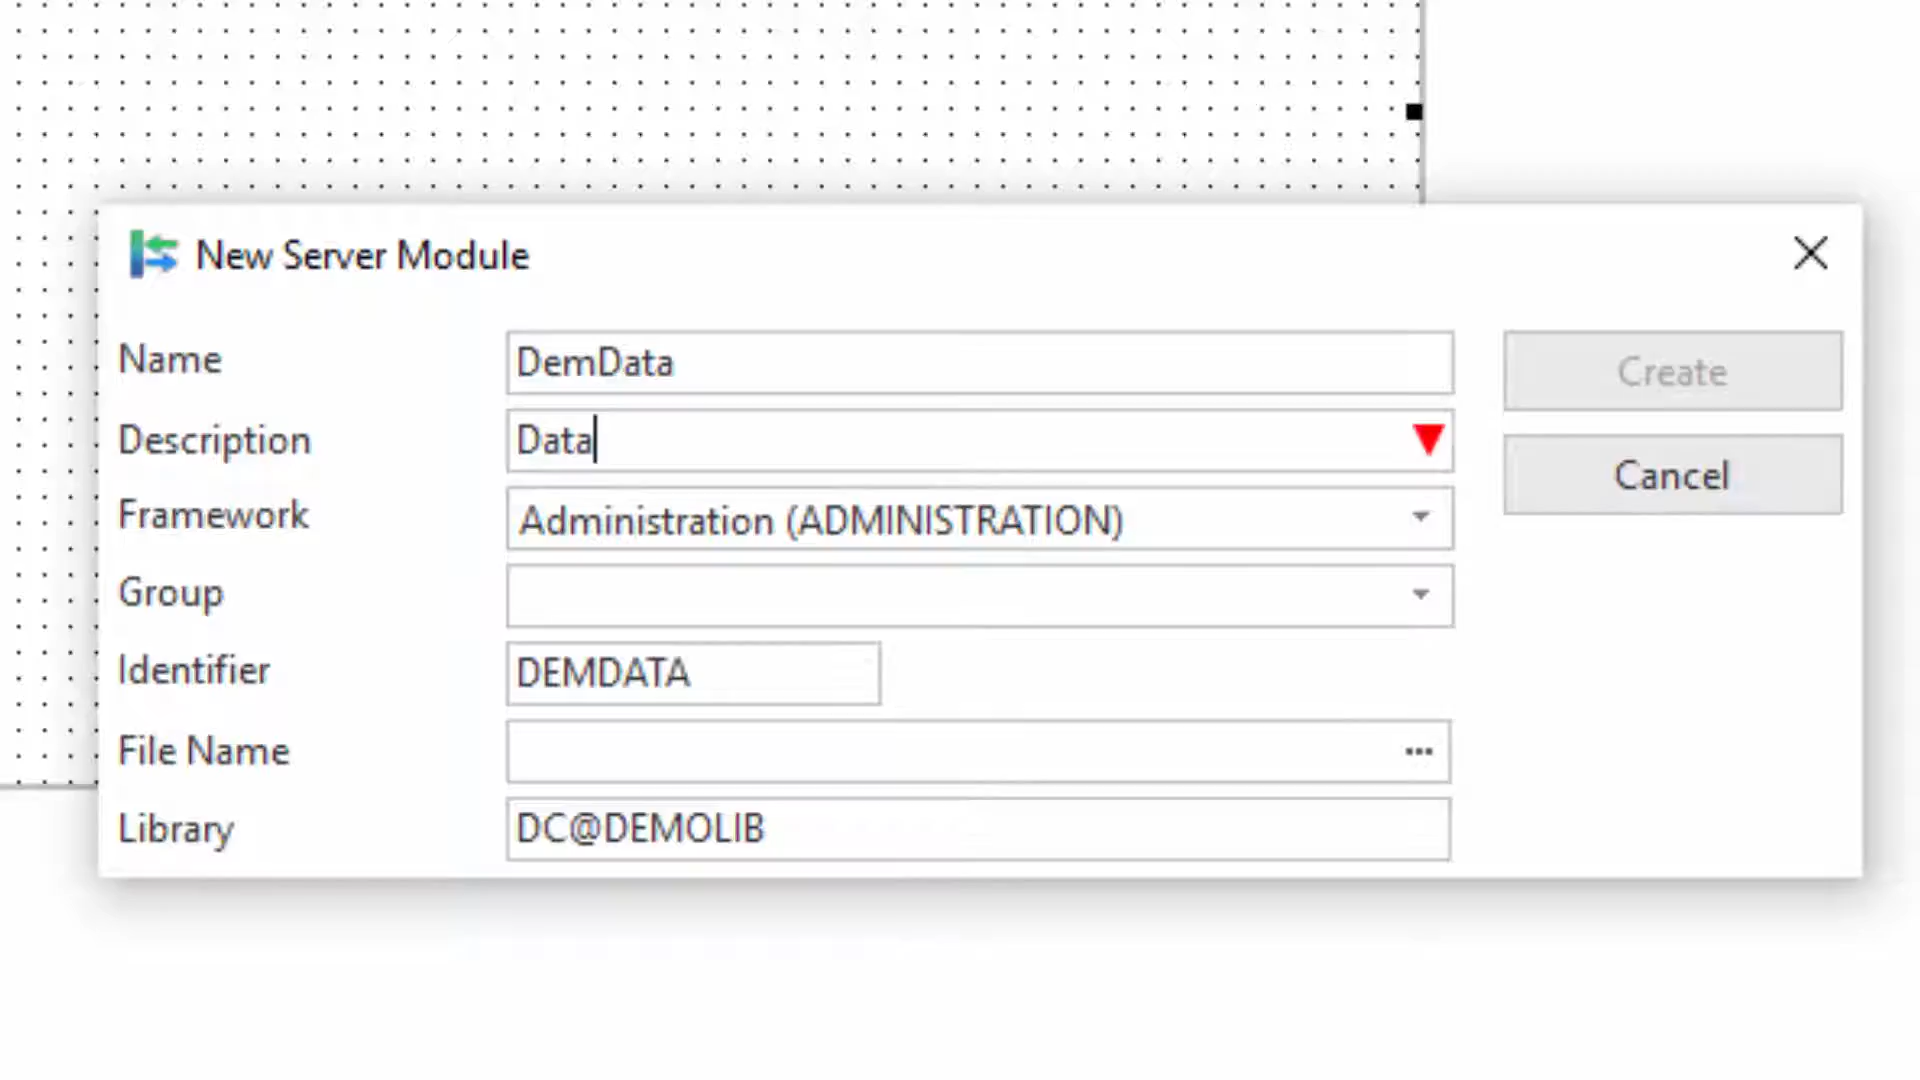 New Server Module
Name DemData Create
Description Data
Cancel
Framework Administration (ADMINISTRATION)
Group
Identifier DEMDATA
File Name ...
Library DC@DEMOLIB